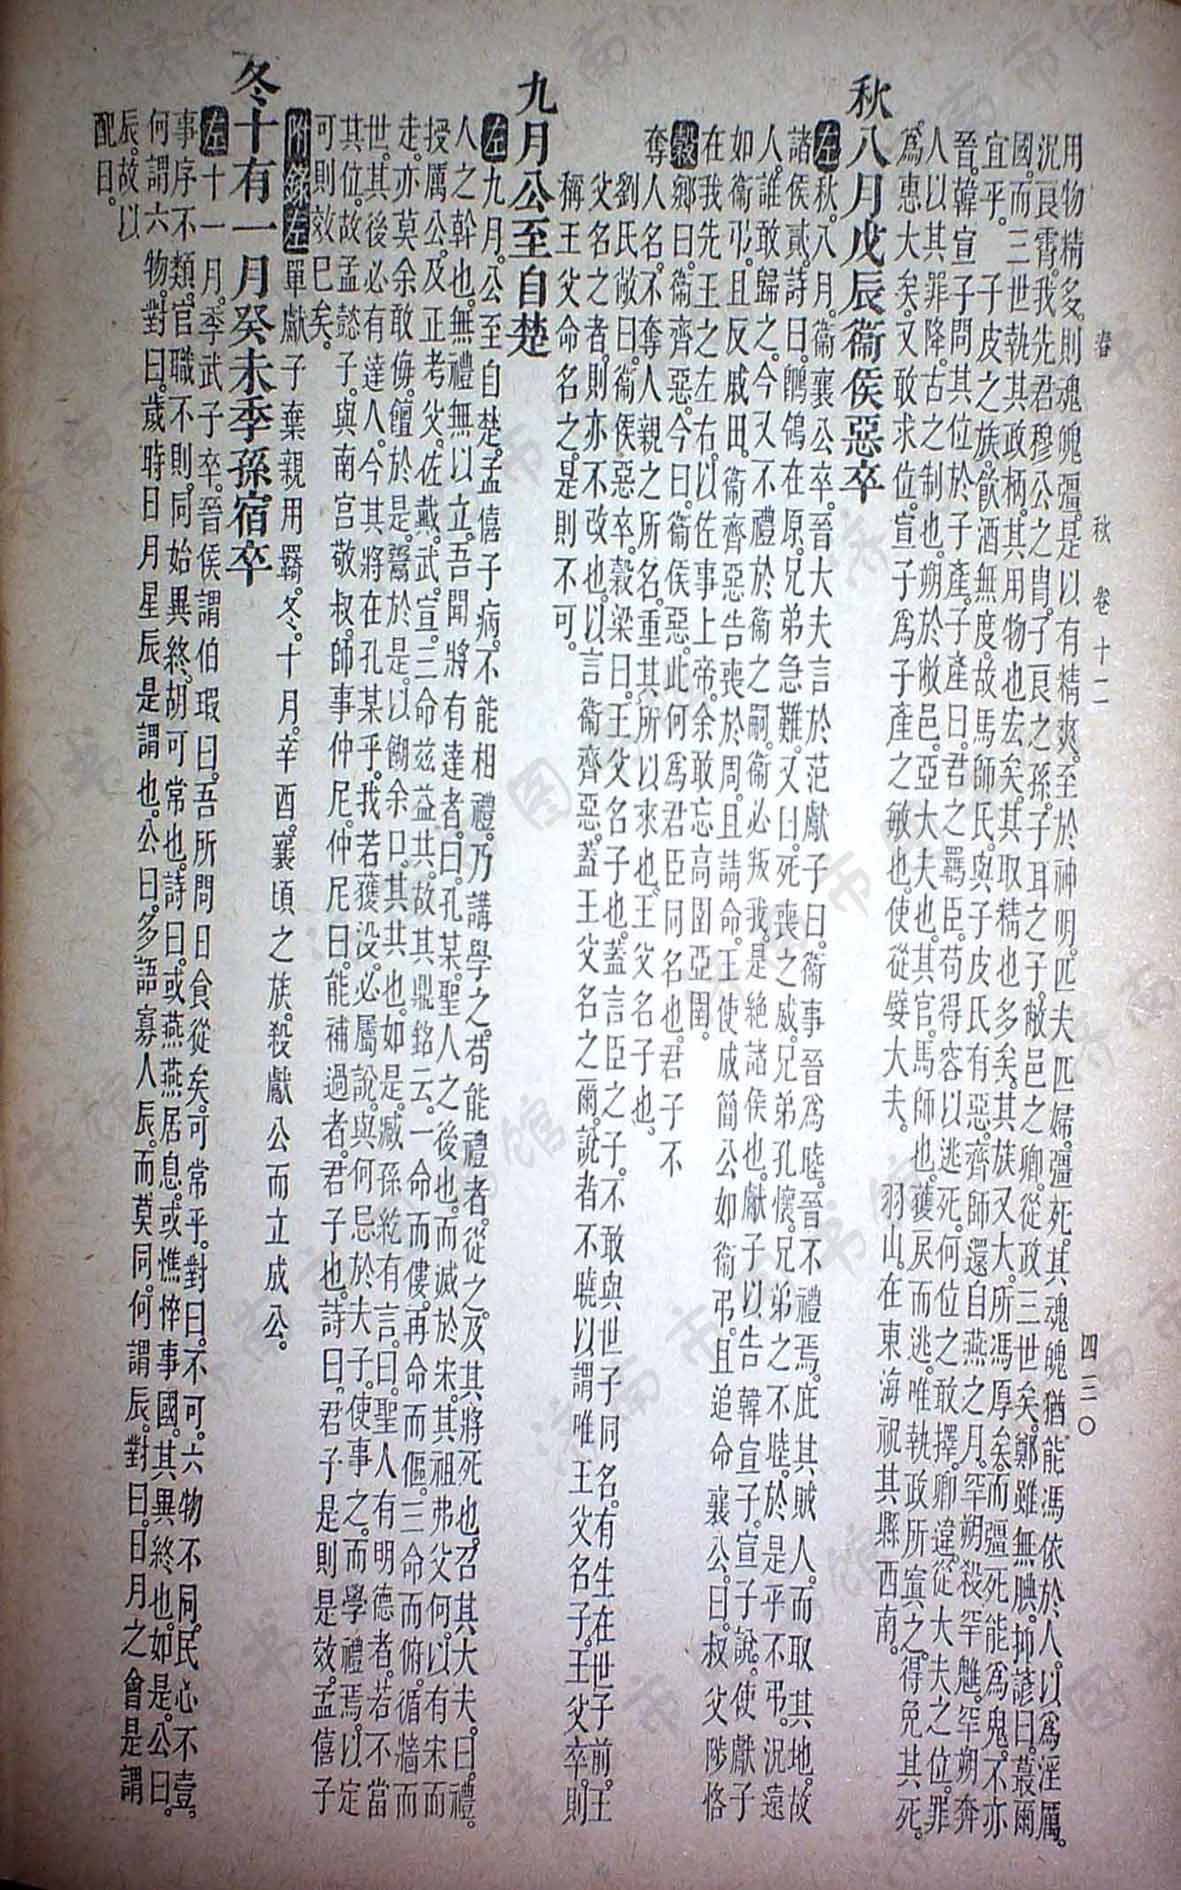 春秋 卷十二 四三〇
用物精多。則魂魄彊。是以有精爽。至於神明。匹夫匹婦。彊死。其魂魄猶能馮依於人。以爲淫厲。
況良霄。我先君穆公之冑。子良之孫。子耳之子。敝邑之卿。從政三世矣。鄭雖無腆。抑諺曰。蕞爾
國。而三世執其政柄。其用物也宏矣。其取精也多矣。其族又大。所馮厚矣。而彊死能爲鬼。不亦
宜乎。 子皮之族。飮酒無度。故馬師氏。與子皮氏有惡。齊師還自燕之月。罕朔殺罕魋。罕朔奔
晉。韓宣子問其位於子產。子產曰。君之羈臣。苟得容以逃死。何位之敢擇。卿違。從大夫之位。罪
人以其罪降。古之制也。朔於敝邑。亞大夫也。其官。馬師也。獲戾而逃。唯執政所寘之。得免其死。
爲惠大矣。又敢求位。宣子爲子產之敏也。使從嬖大夫。 羽山。在東海祝其縣西南。
秋八月戊辰衞侯惡卒
左 秋。八月。衞襄公卒。晉大夫言於范獻子曰。衞事晉爲睦。晉不禮焉。庇其賊人。而取其地。故
諸侯貳。詩曰。鶺鴒在原。兄弟急難。又曰。死喪之威。兄弟孔懷。兄弟之不睦。於是乎不弔。況遠
人。誰敢歸之。今又不禮於衞之嗣。衞必叛我。是絕諸侯也。獻子以告韓宣子。宣子說。使獻子
如衞弔。且反戚田。衞齊惡告喪於周。且請命。王使成簡公如衞弔。且追命襄公。曰。叔父陟恪
在我先王之左右。以佐事上帝。余敢忘高圉亞圉。
穀 鄉曰。衞齊惡。今曰。衞侯惡。此何爲君臣同名也。君子不
奪人名。不奪人親之所名。重其所以來也。王父名子也。
劉氏敞曰。衞侯惡卒。穀梁曰。王父名子也。蓋言臣之子。不敢與世子同名。有生在世子前。王
父名之者。則亦不改也。以言衞齊惡。蓋王父名之爾。說者不曉。以謂唯王父名子。王父卒。則
稱王父命名之。是則不可。
九月公至自楚
左 九月。公至自楚。孟僖子病。不能相禮。乃講學之。苟能禮者。從之。及其將死也。召其大夫。曰。禮。
人之幹也。無禮無以立。吾聞將有達者。曰。孔某。聖人之後也。而滅於宋。其祖弗父何。以有宋而
授厲公。及正考父。佐戴。武。宣。三命茲益共。故其鼎銘云。一命而僂。再命而傴。三命而俯。循牆而
走。亦莫余敢侮。饘於是。鬻於是。以餬余口。其共也如是。臧孫紇有言。曰。聖人有明德者。若不當
世。其後必有達人。今其將在孔某乎。我若獲沒。必屬說。與何忌於夫子。使事之。而學禮焉。以定
其位。故孟懿子。與南宮敬叔。師事仲尼。仲尼曰。能補過者。君子也。詩曰。君子是則是效。孟僖子
可則效已矣。
附錄左 單獻子棄親用羈。冬。十月。辛酉。襄頃之族。殺獻公而立成公。
冬十有一月癸未季孫宿卒
左 十一月。季武子卒。晉侯謂伯瑕曰。吾所問日食從矣。可常乎。對曰。不可。六物不同。民心不壹。
事序不類。官職不則。同始異終。胡可常也。詩曰。或燕燕居息。或憔悴事國。其異終也如是。公曰。
何謂六物。對曰。歲時日月星辰是謂也。公曰。多語寡人辰。而莫同。何謂辰。對曰。日月之會是謂
辰。故以
配日。